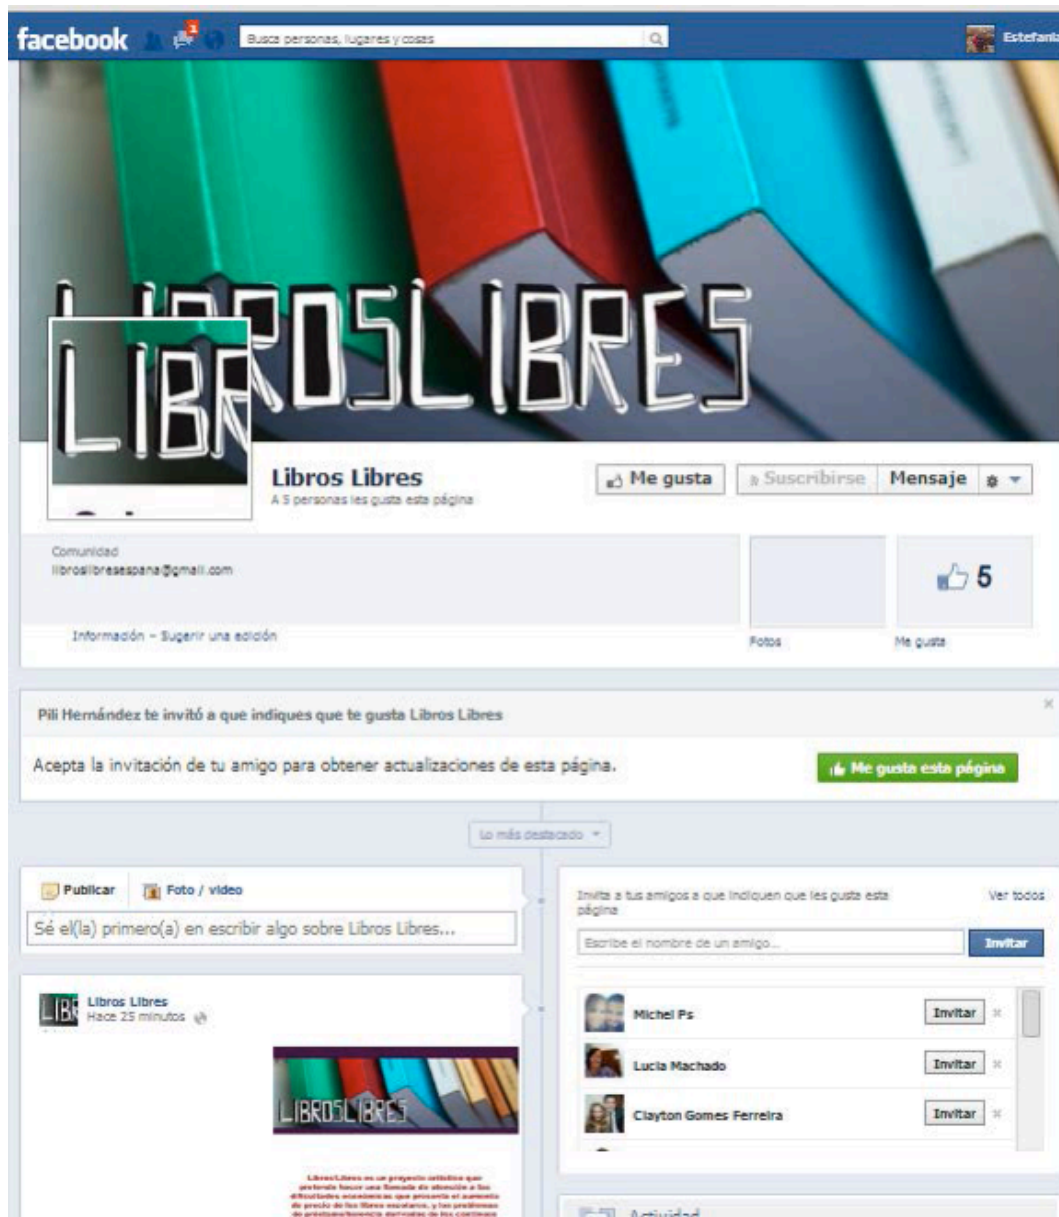 facebook
1
Busca personas, lugares y cosas
Estefanía
LIBROSLIBRES
LIBR
Libros Libres
A 5 personas les gusta esta página
Me gusta
Suscribirse
Mensaje
Comunidad
libroslibresespana@gmail.com
5
Información – Sugerir una edición
Fotos
Me gusta
Pili Hernández te invitó a que indiques que te gusta Libros Libres
Acepta la invitación de tu amigo para obtener actualizaciones de esta página.
Me gusta esta página
Lo más destacado
Publicar
Foto / vídeo
Sé el(la) primero(a) en escribir algo sobre Libros Libres...
Invita a tus amigos a que indiquen que les gusta esta
página
Ver todos
Escribe el nombre de un amigo...
Invitar
LIBR
Libros Libres
Hace 25 minutos
LIBROSLIBRES
Libros Libres es un proyecto artístico que
pretende hacer una llamada de atención a las
dificultades económicas que presenta el aumento
de precio de los libros escolares, y los problemas
Michel Ps
Invitar
Lucia Machado
Invitar
Clayton Gomes Ferreira
Invitar
Actividad